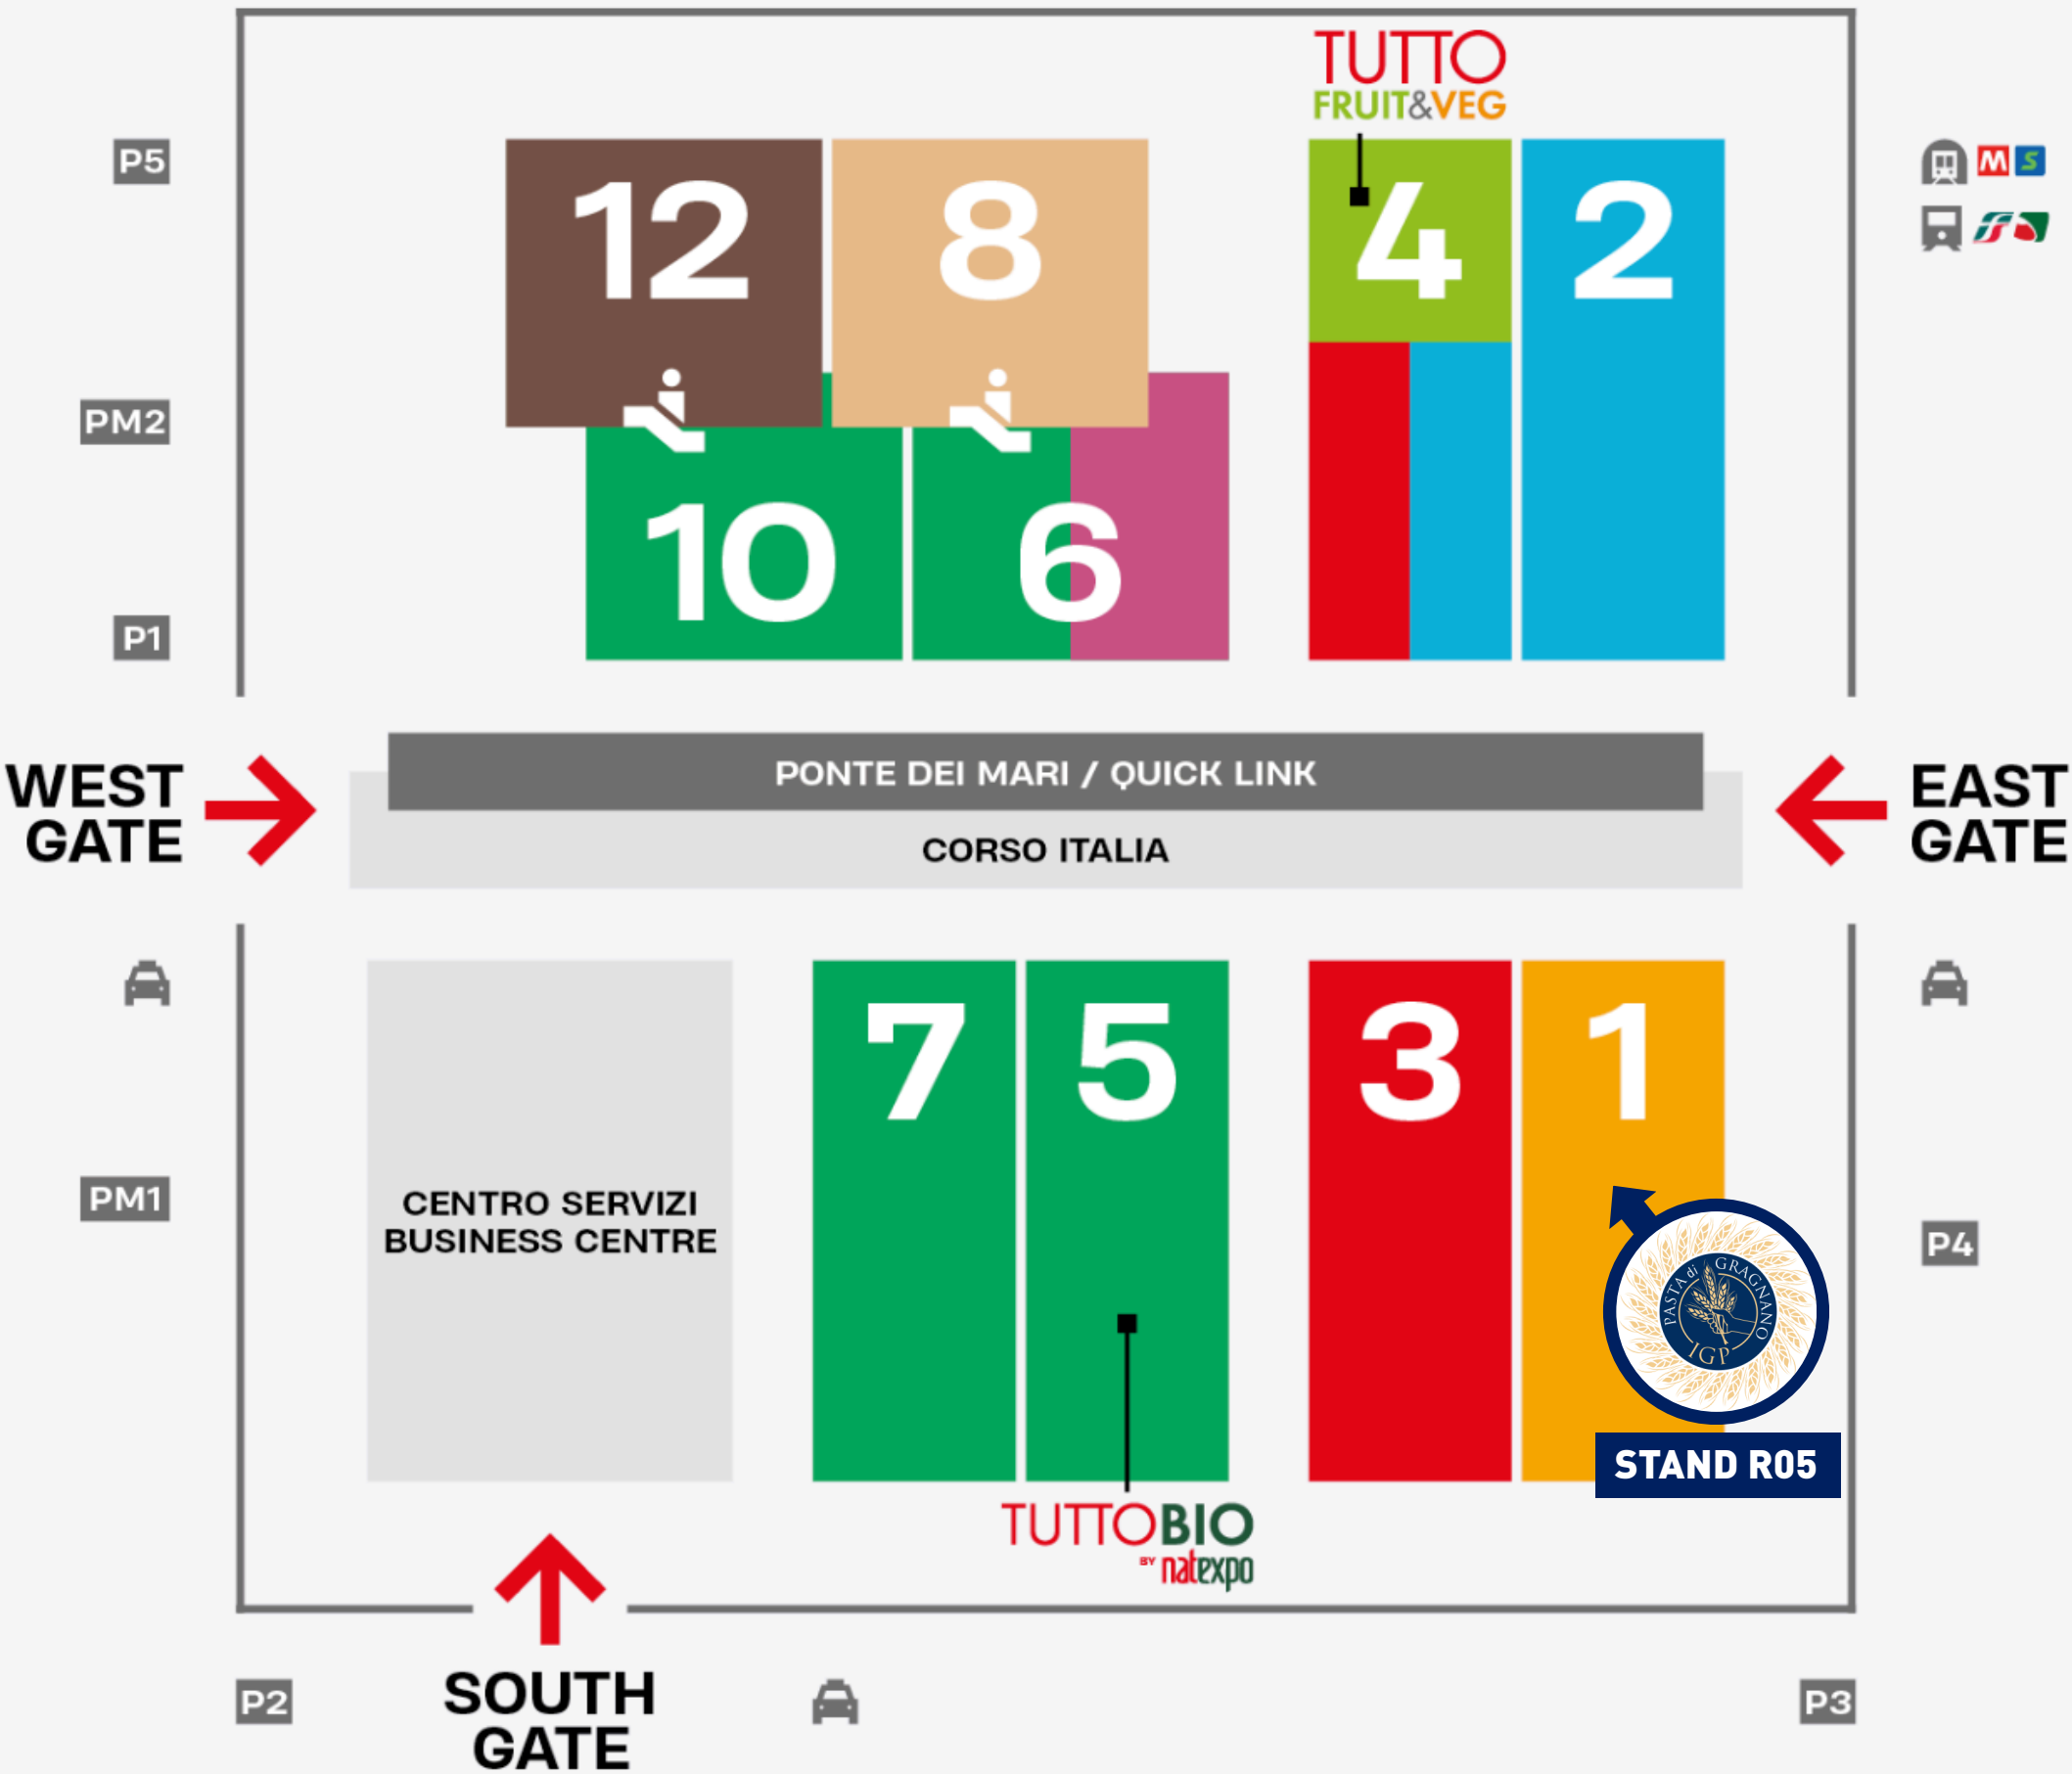 TUTTO
FRUIT&VEG
P5
12
8
4
2
M S
PM2
10
6
P1
WEST
GATE
PONTE DEI MARI / QUICK LINK
CORSO ITALIA
EAST
GATE
7
5
3
1
PM1
CENTRO SERVIZI
BUSINESS CENTRE
P4
PASTA di GRAGNANO
IGP
STAND R05
TUTTOBIO
BY natexpo
P2
SOUTH
GATE
P3